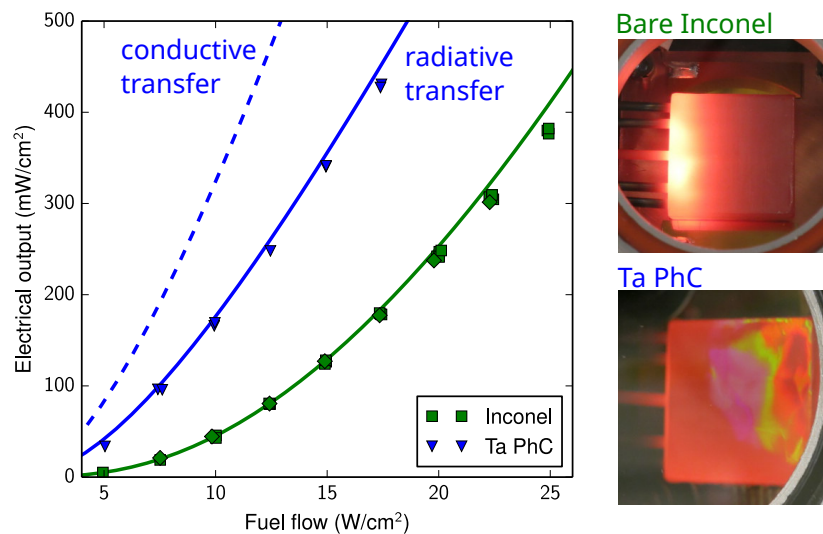 500
400
300
200
100
0
5
10
15
20
25
Electrical output (mW/cm²)
Fuel flow (W/cm²)
conductive
transfer
radiative
transfer
Inconel
Ta PhC
Bare Inconel
Ta PhC